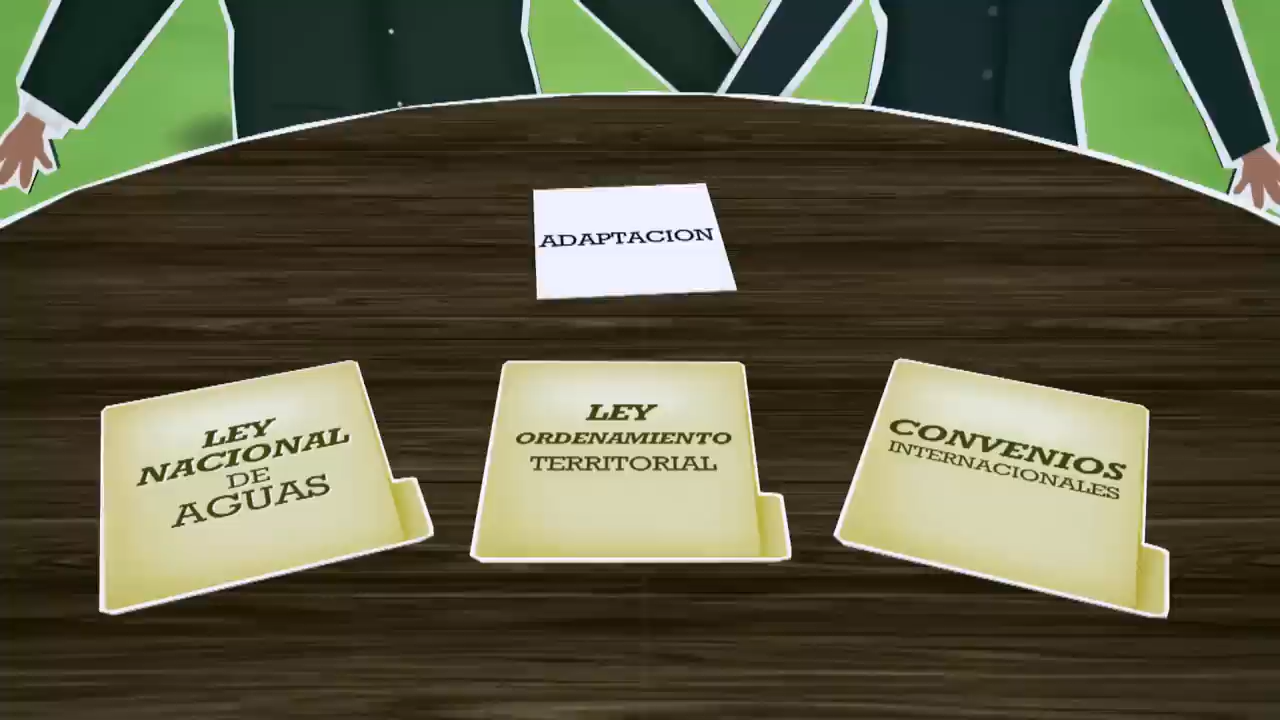 ADAPTACION
LEY
NACIONAL
DE
AGUAS
LEY
ORDENAMIENTO
TERRITORIAL
CONVENIOS
INTERNACIONALES